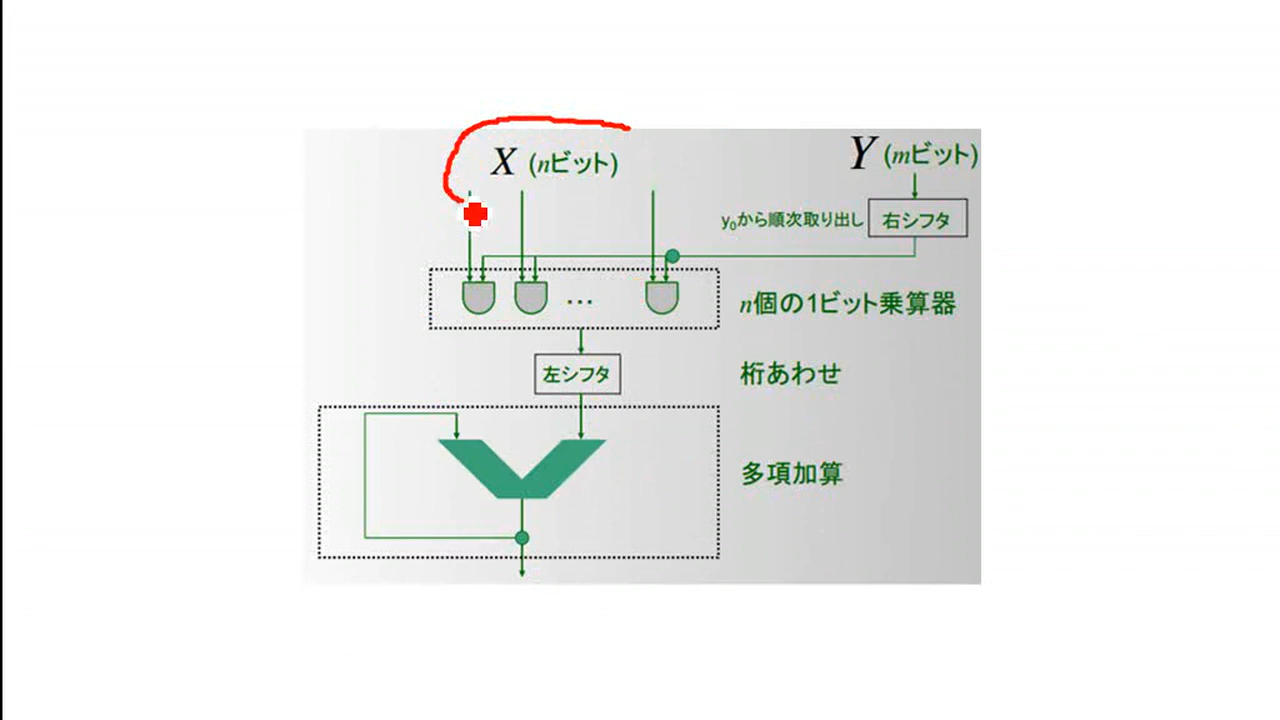 X (nビット)
Y (mビット)
y₀から順次取り出し
右シフタ
...
n個の1ビット乗算器
左シフタ
桁あわせ
多項加算